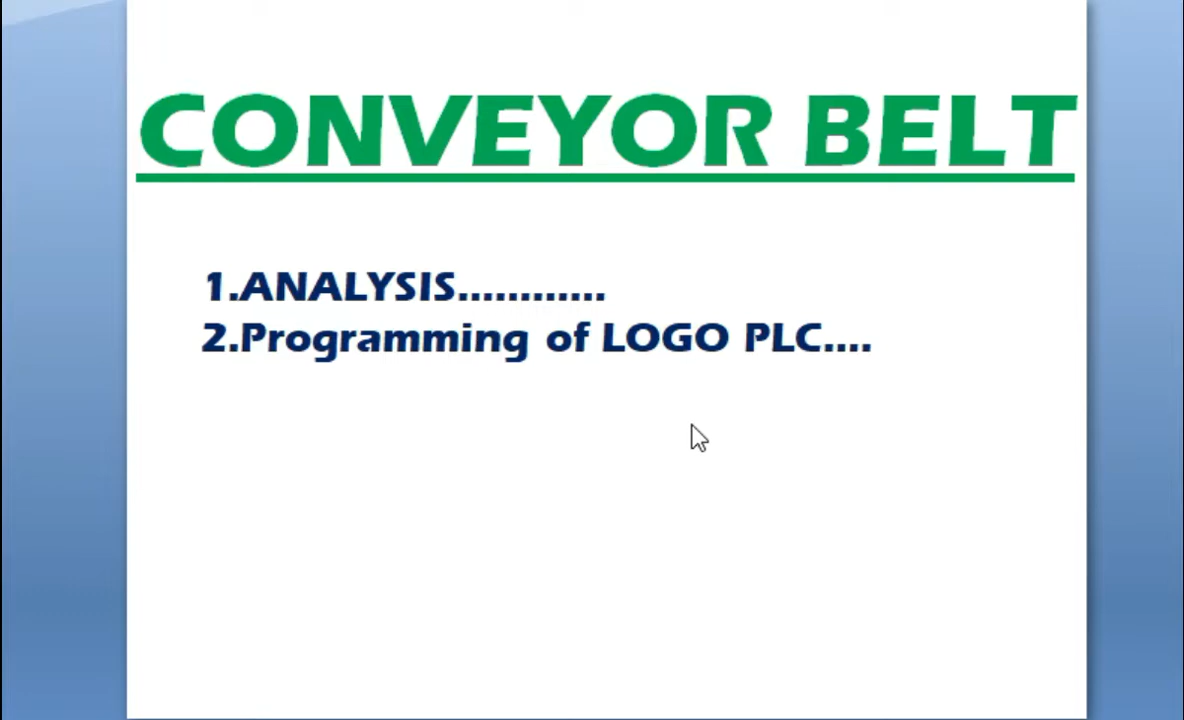 CONVEYOR BELT
1.ANALYSIS............
2.Programming of LOGO PLC....